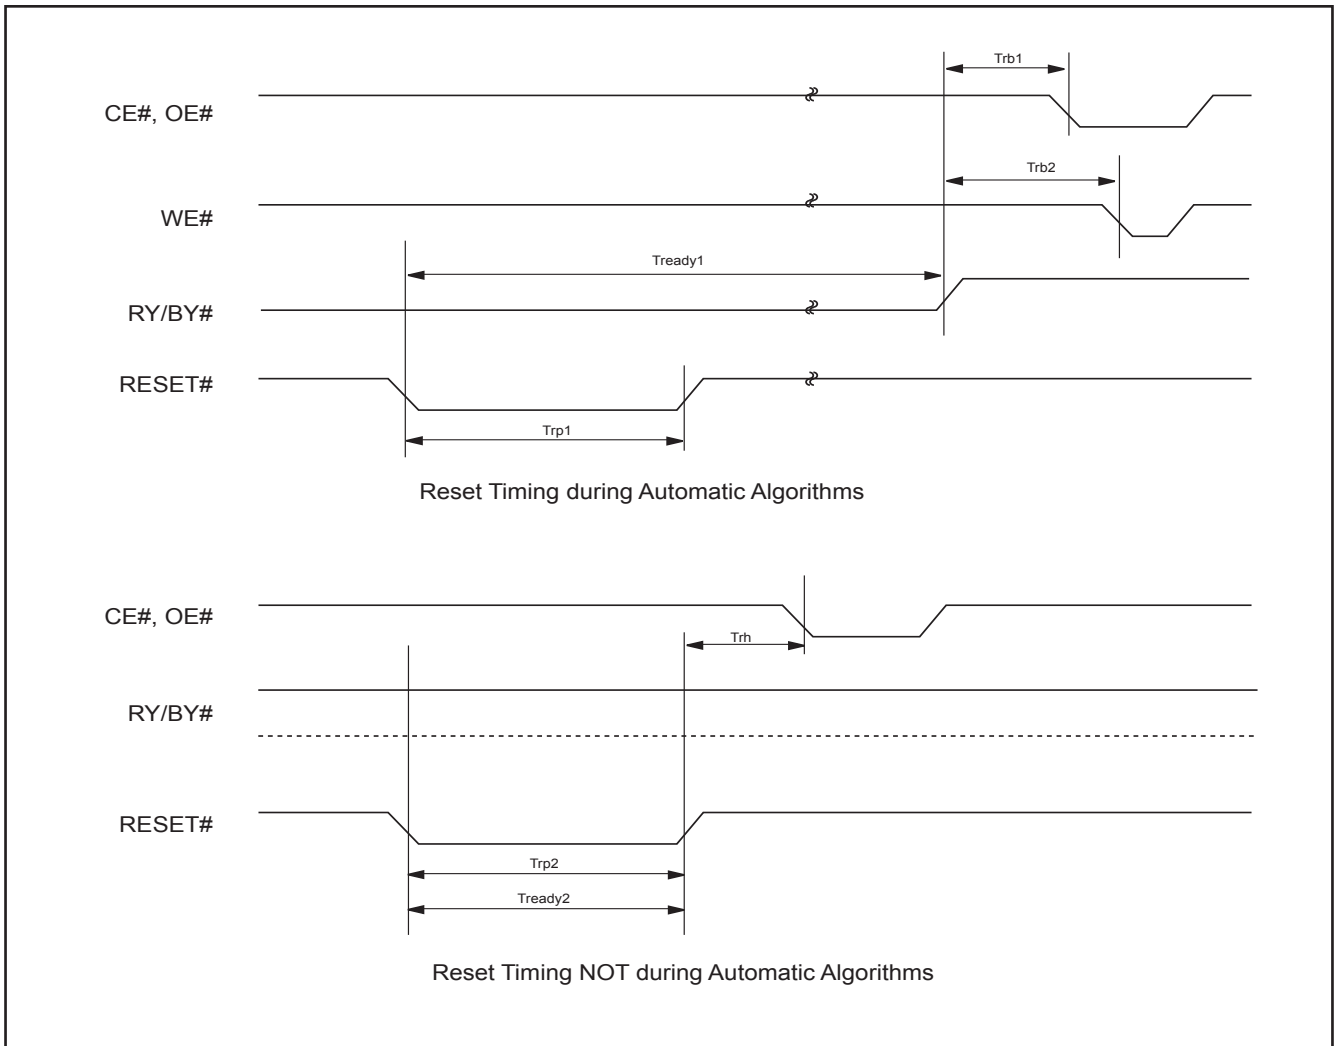 Trb1
CE#, OE#
Trb2
WE#
Tready1
RY/BY#
RESET#
Trp1
Reset Timing during Automatic Algorithms
CE#, OE#
Trh
RY/BY#
RESET#
Trp2
Tready2
Reset Timing NOT during Automatic Algorithms